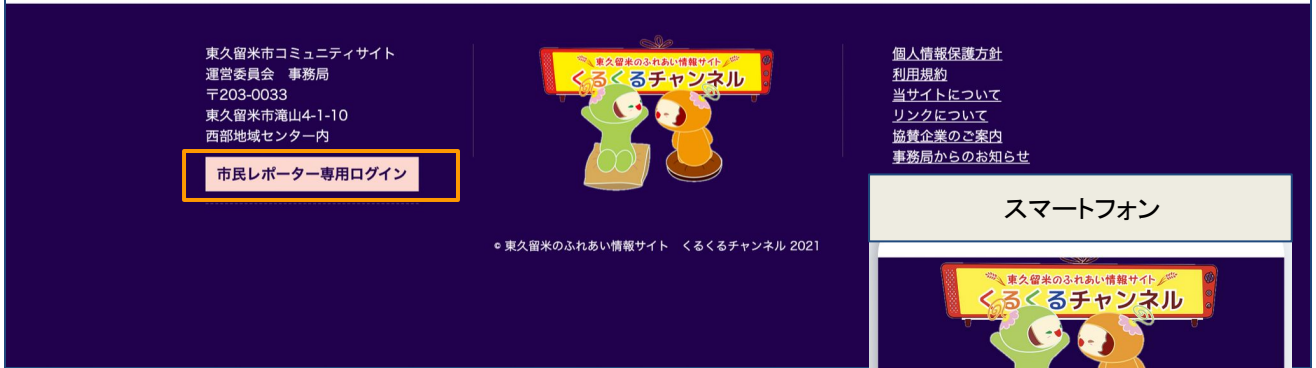 東久留米市コミュニティサイト
運営委員会　事務局
〒203-0033
東久留米市滝山4-1-10
西部地域センター内
市民レポーター専用ログイン
東久留米のふれあい情報サイト
くるくるチャンネル
個人情報保護方針
利用規約
当サイトについて
リンクについて
協賛企業のご案内
事務局からのお知らせ
© 東久留米のふれあい情報サイト　くるくるチャンネル 2021
スマートフォン
東久留米のふれあい情報サイト
くるくるチャンネル